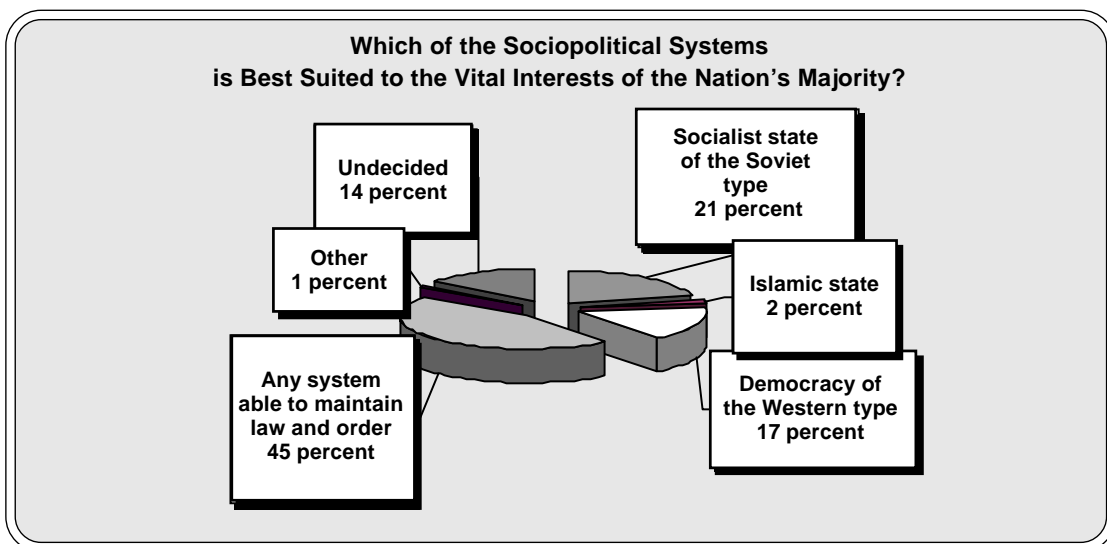 Which of the Sociopolitical Systems
is Best Suited to the Vital Interests of the Nation’s Majority?
Undecided
14 percent
Socialist state
of the Soviet
type
21 percent
Other
1 percent
Islamic state
2 percent
Any system
able to maintain
law and order
45 percent
Democracy of
the Western type
17 percent